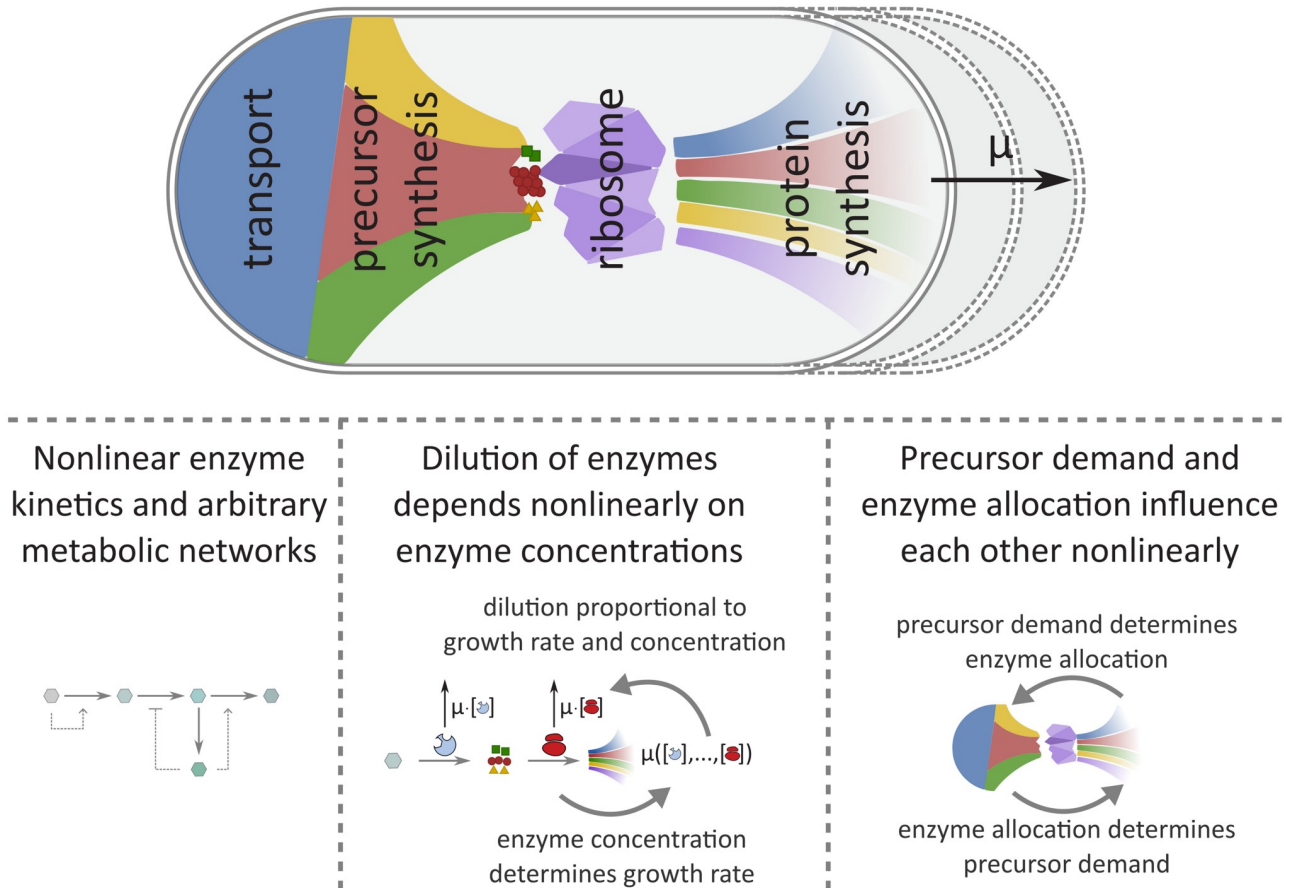 transport
precursor
synthesis
ribosome
protein
synthesis
μ
Nonlinear enzyme
kinetics and arbitrary
metabolic networks
Dilution of enzymes
depends nonlinearly on
enzyme concentrations
dilution proportional to
growth rate and concentration
μ·[ ]
μ·[ ]
μ([ ],...,[ ])
enzyme concentration
determines growth rate
Precursor demand and
enzyme allocation influence
each other nonlinearly
precursor demand determines
enzyme allocation
enzyme allocation determines
precursor demand